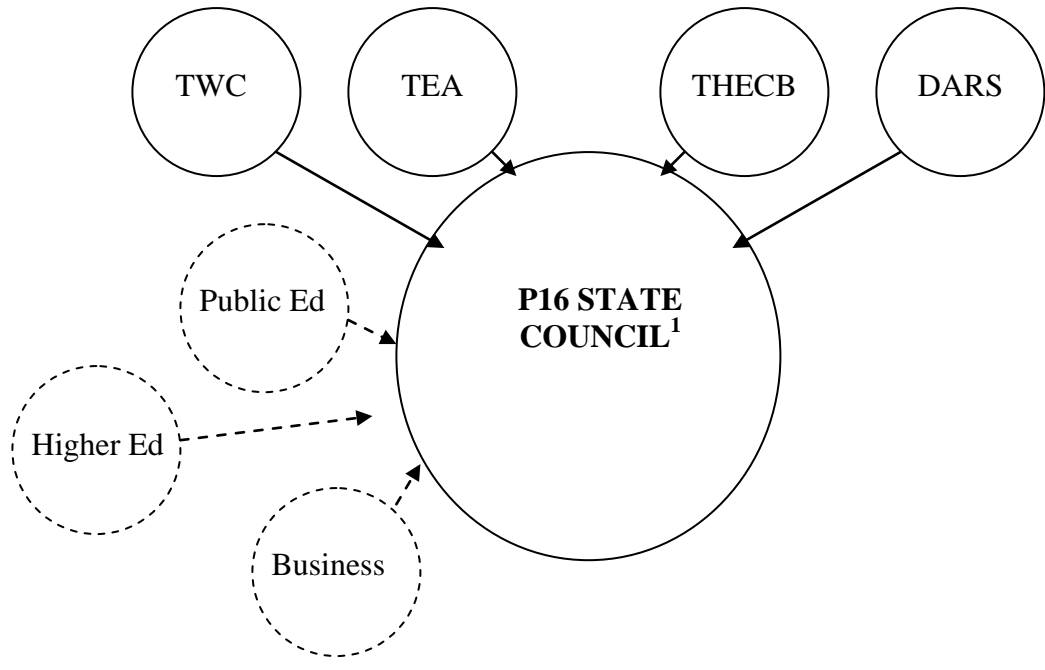 TWC
TEA
THECB
DARS
Public Ed
P16 STATE
COUNCIL¹
Higher Ed
Business